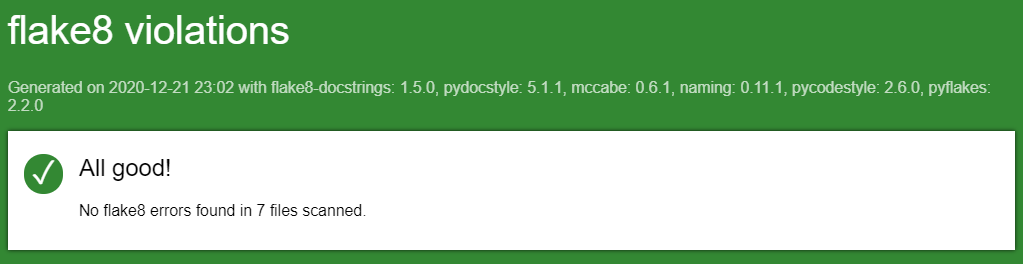 flake8 violations
Generated on 2020-12-21 23:02 with flake8-docstrings: 1.5.0, pydocstyle: 5.1.1, mccabe: 0.6.1, naming: 0.11.1, pycodestyle: 2.6.0, pyflakes:
2.2.0
All good!
No flake8 errors found in 7 files scanned.